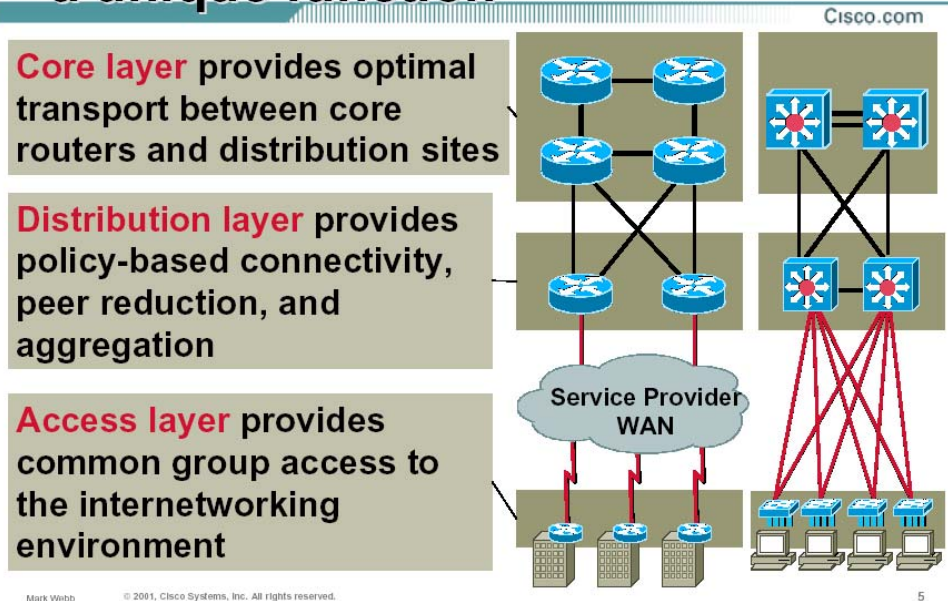 a unique function
Cisco.com
Core layer provides optimal
transport between core
routers and distribution sites
Distribution layer provides
policy-based connectivity,
peer reduction, and
aggregation
Access layer provides
common group access to
the internetworking
environment
Service Provider
WAN
Mark Webb
© 2001, Cisco Systems, Inc. All rights reserved.
5